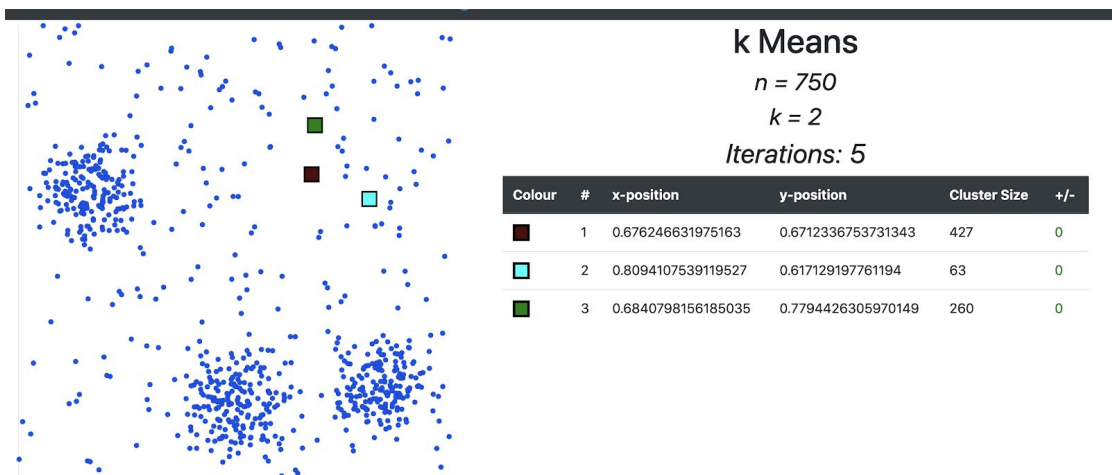 k Means
n = 750
k = 2
Iterations: 5
Colour # x-position y-position Cluster Size +/-
1 0.676246631975163 0.6712336753731343 427 0
2 0.8094107539119527 0.617129197761194 63 0
3 0.6840798156185035 0.7794426305970149 260 0